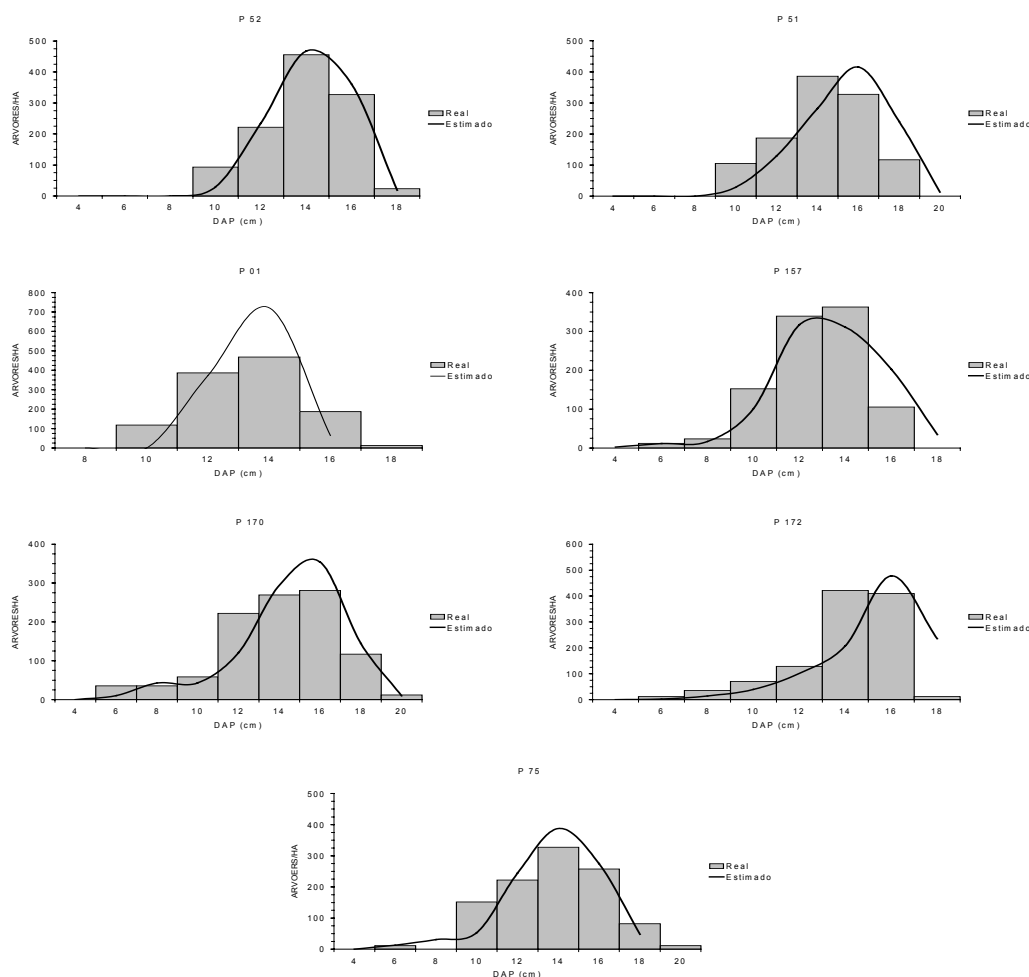 P 52
500
400
300
200
100
0
ARVORES/HA
4 6 8 10 12 14 16 18
DAP (cm)
Real
Estimado
P 51
500
400
300
200
100
0
ARVORES/HA
4 6 8 10 12 14 16 18 20
DAP (cm)
Real
Estimado
P 01
800
700
600
500
400
300
200
100
0
ARVORES/HA
8 10 12 14 16 18
DAP (cm)
Real
Estimado
P 157
400
300
200
100
0
ARVORES/HA
4 6 8 10 12 14 16 18
DAP (cm)
Real
Estimado
P 170
400
300
200
100
0
ARVORES/HA
4 6 8 10 12 14 16 18 20
DAP (cm)
Real
Estimado
P 172
600
500
400
300
200
100
0
ARVORES/HA
4 6 8 10 12 14 16 18
DAP (cm)
Real
Estimado
P 75
500
400
300
200
100
0
ARVOERS/HA
4 6 8 10 12 14 16 18 20
DAP (cm)
Real
Estimado